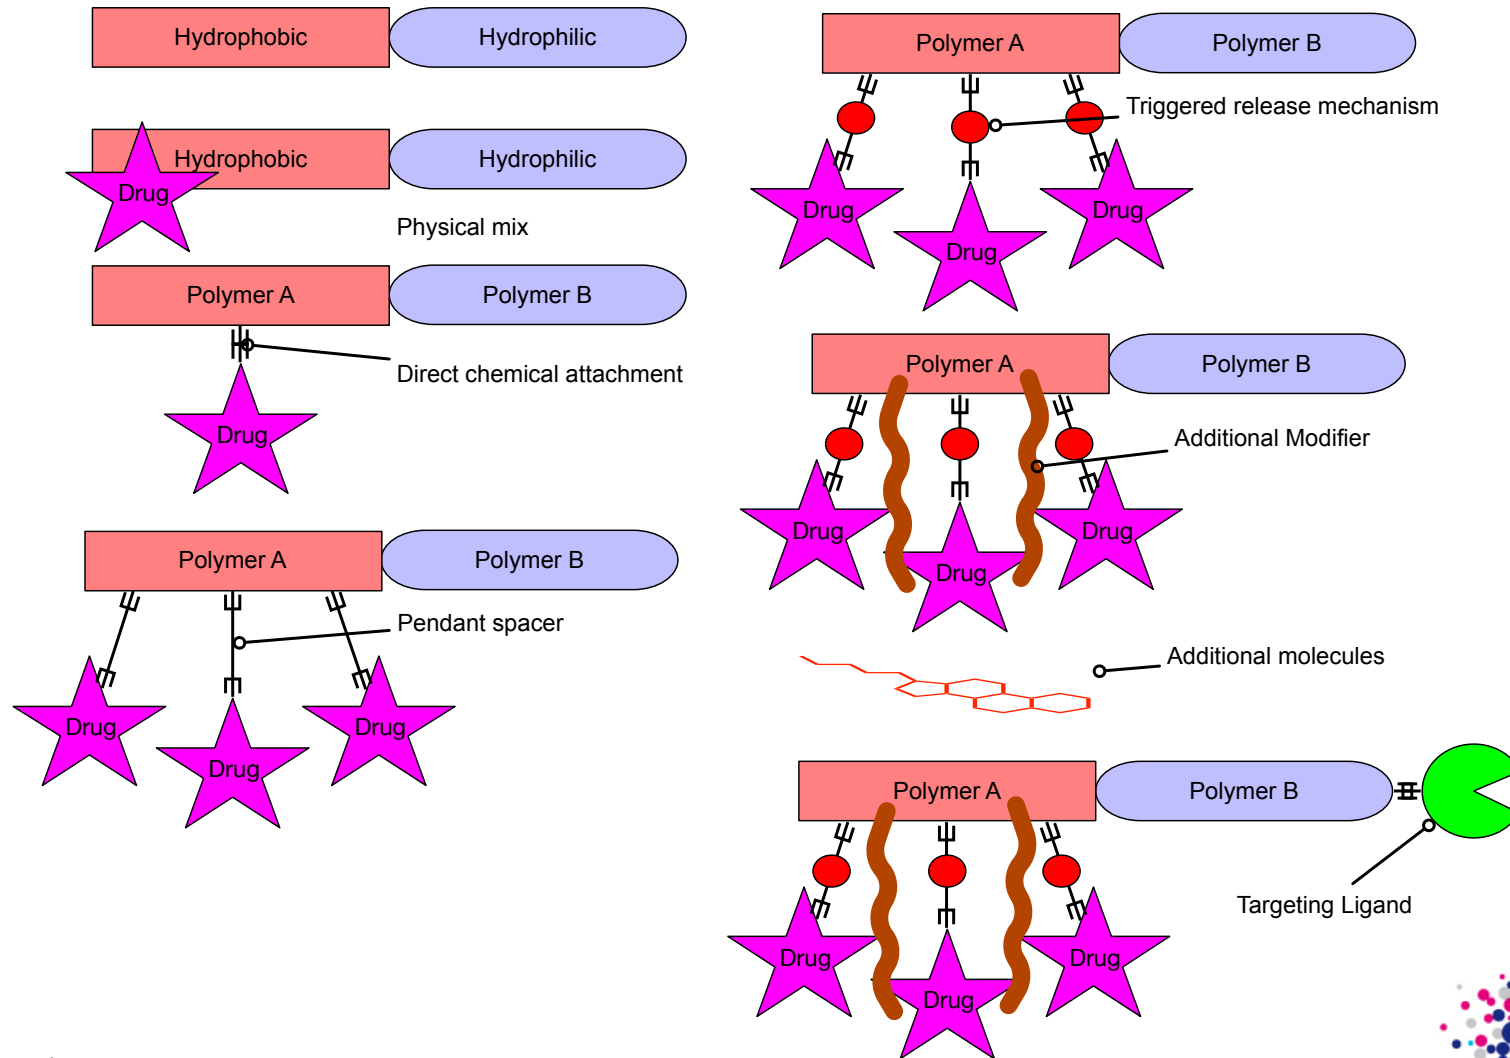 Hydrophobic
Hydrophilic
Hydrophobic
Hydrophilic
Drug
Physical mix
Polymer A
Polymer B
Direct chemical attachment
Drug
Polymer A
Polymer B
Pendant spacer
Drug
Drug
Drug
Polymer A
Polymer B
Triggered release mechanism
Drug
Drug
Drug
Polymer A
Polymer B
Additional Modifier
Drug
Drug
Drug
Additional molecules
Polymer A
Polymer B
Targeting Ligand
Drug
Drug
Drug